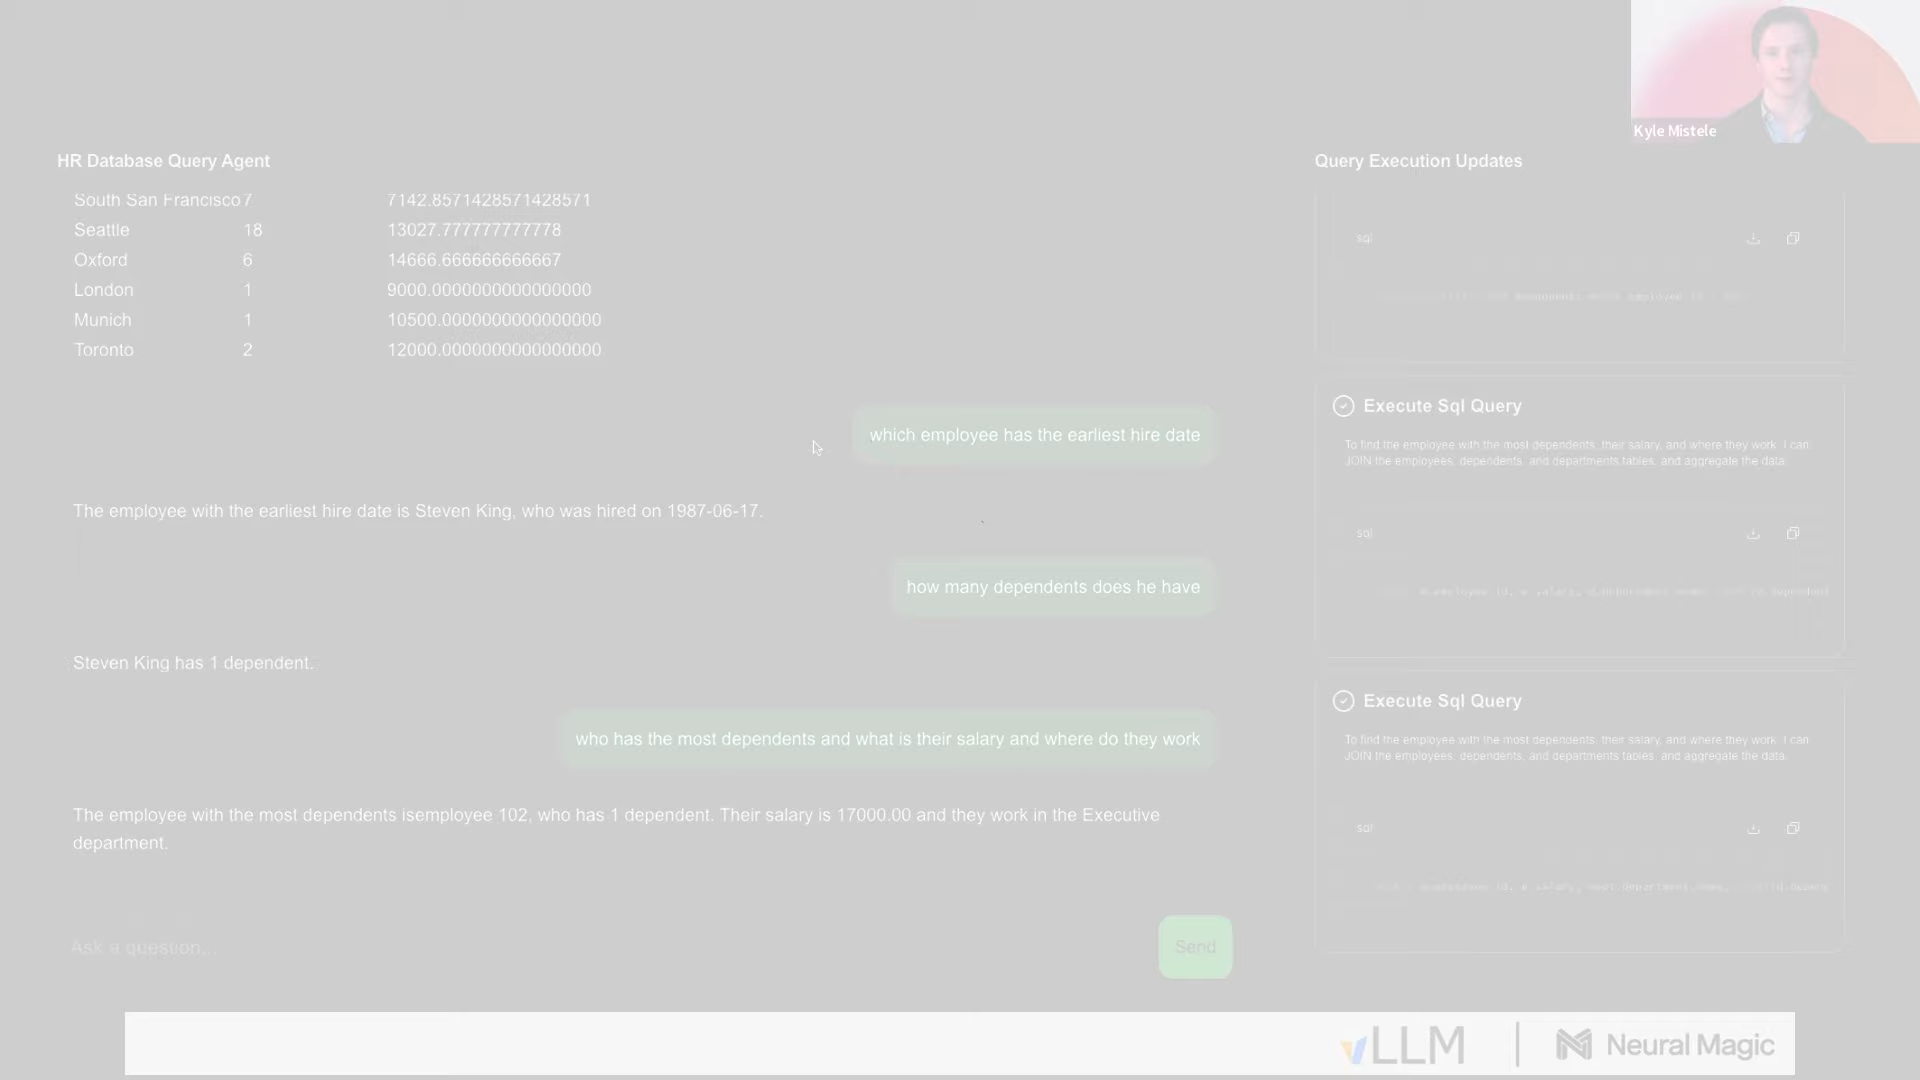 Kyle Mistele
HR Database Query Agent
Query Execution Updates
South San Francisco 7 7142.8571428571428571
Seattle 18 13027.777777777778
Oxford 6 14666.666666666667
London 1 9000.0000000000000000
Munich 1 10500.0000000000000000
Toronto 2 12000.0000000000000000
which employee has the earliest hire date
The employee with the earliest hire date is Steven King, who was hired on 1987-06-17.
how many dependents does he have
Steven King has 1 dependent.
who has the most dependents and what is their salary and where do they work
The employee with the most dependents isemployee 102, who has 1 dependent. Their salary is 17000.00 and they work in the Executive
department.
Ask a question...
Send
sql
Execute Sql Query
To find the employee with the most dependents, their salary, and where they work, I can
JOIN the employees, dependents, and departments tables, and aggregate the data.
sql
Execute Sql Query
To find the employee with the most dependents, their salary, and where they work, I can
JOIN the employees, dependents, and departments tables, and aggregate the data.
sql
vLLM
Neural Magic